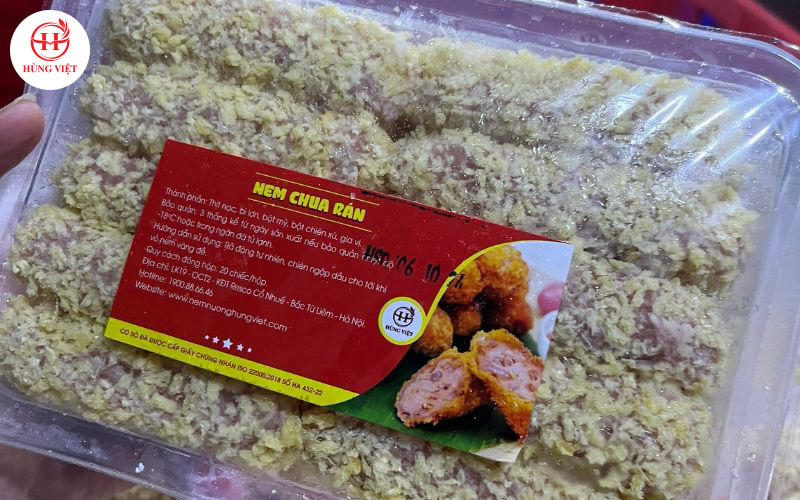 HÙNG VIỆT
NEM CHUA RÁN
Thành phần: Thịt nạc, bì lợn, bột mỳ, bột chiên xù, gia vị.
Bảo quản: 3 tháng kể từ ngày sản xuất nếu bảo quản nhiệt độ
-18°C hoặc trong ngăn đá tủ lạnh.
Hướng dẫn sử dụng: Rã đông tự nhiên, chiên ngập dầu cho tới khi
vỏ nem vàng đề.
Quy cách đóng hộp: 20 chiếc/hộp.
Địa chỉ: LK19 - OCT2 - KĐT Resco Cổ Nhuế - Bắc Từ Liêm - Hà Nội
Hotline: 1900.88.66.46
Website: www.nemnuonghungviet.com
CƠ SỞ ĐÃ ĐƯỢC CẤP GIẤY CHỨNG NHẬN ISO 22000:2018 SỐ HA 432-22
HSD 06 10
HÙNG VIỆT